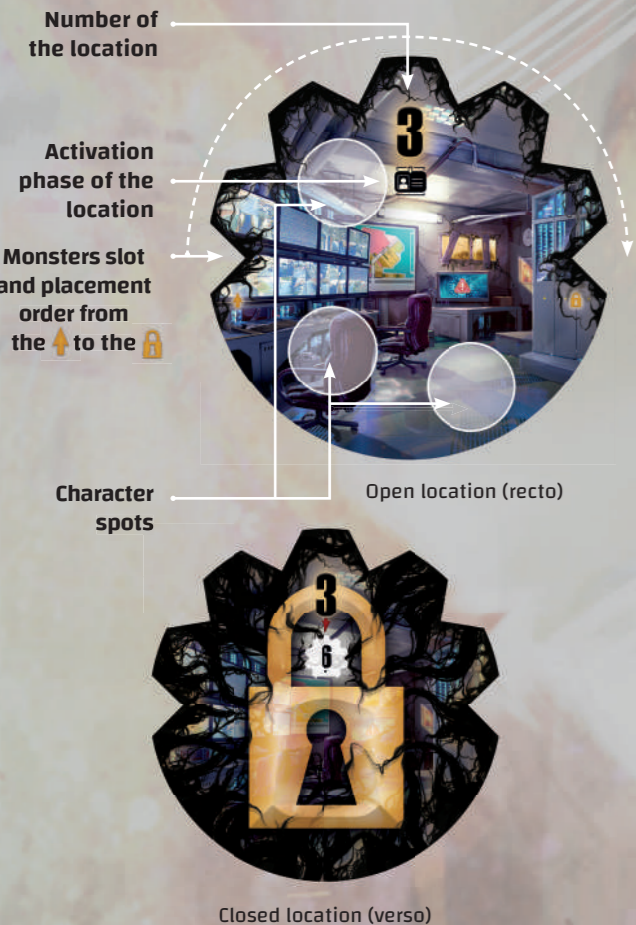 Number of
the location
3
Activation
phase of the
location
Monsters slot
and placement
order from
the to the
Character
spots
Open location (recto)
3
6
Closed location (verso)